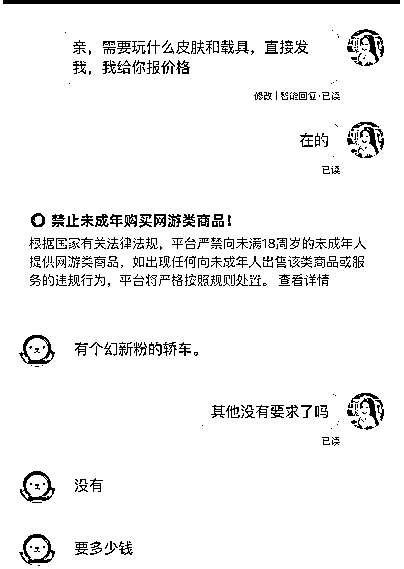 亲，需要玩什么皮肤和载具，直接发
我，我给你报价格
修改 | 智能回复·已读
在的
已读
禁止未成年购买网游类商品！
根据国家有关法律法规，平台严禁向未满18周岁的未成年人
提供网游类商品，如出现任何向未成年人出售该类商品或服
务的违规行为，平台将严格按照规则处置。 查看详情
有个幻新粉的轿车。
其他没有要求了吗
已读
没有
要多少钱